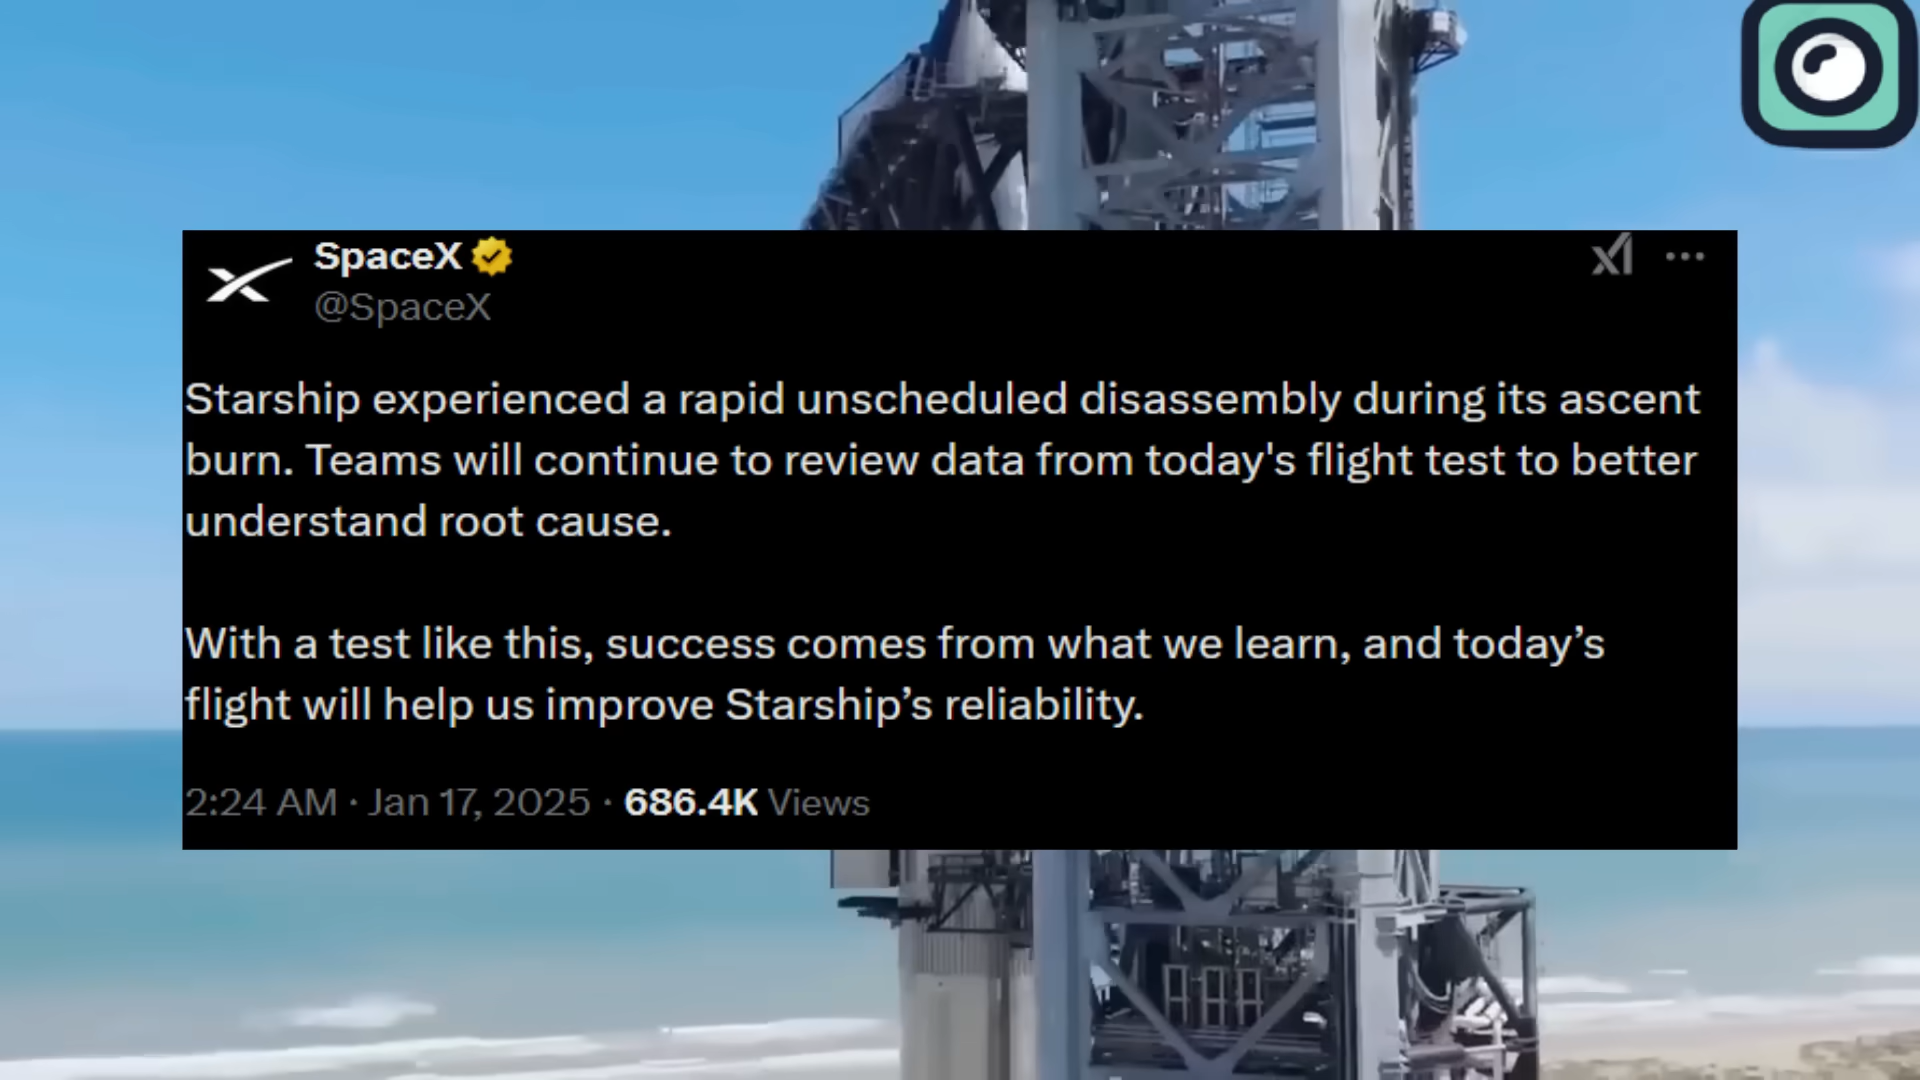 SpaceX
@SpaceX
Starship experienced a rapid unscheduled disassembly during its ascent
burn. Teams will continue to review data from today's flight test to better
understand root cause.
With a test like this, success comes from what we learn, and today’s
flight will help us improve Starship’s reliability.
2:24 AM · Jan 17, 2025 · 686.4K Views